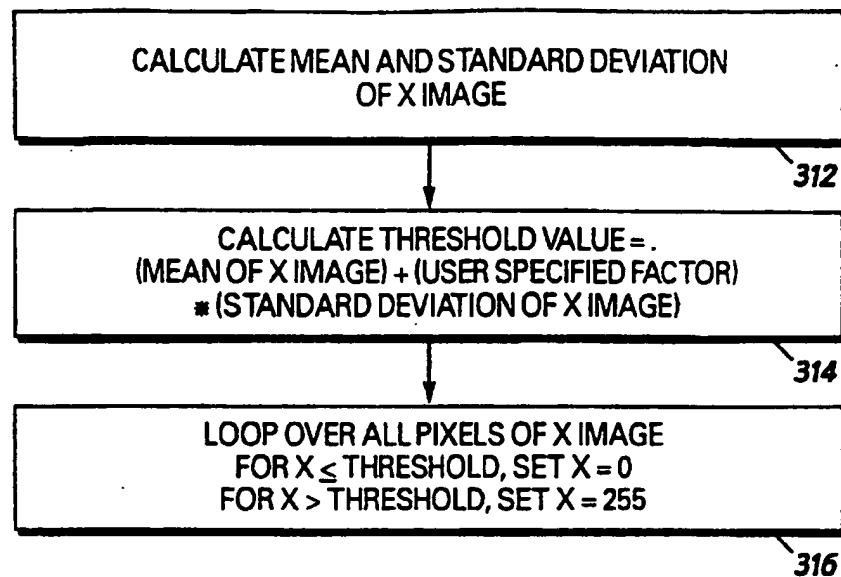 CALCULATE MEAN AND STANDARD DEVIATION
OF X IMAGE
312
CALCULATE THRESHOLD VALUE = .
(MEAN OF X IMAGE) + (USER SPECIFIED FACTOR)
* (STANDARD DEVIATION OF X IMAGE)
314
LOOP OVER ALL PIXELS OF X IMAGE
FOR X ≤ THRESHOLD, SET X = 0
FOR X > THRESHOLD, SET X = 255
316